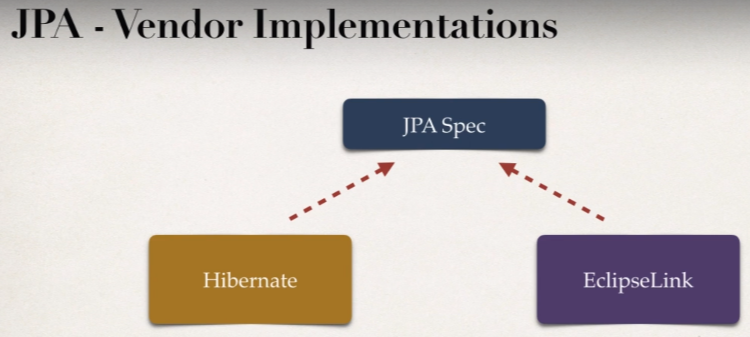 JPA - Vendor Implementations
JPA Spec
Hibernate
EclipseLink